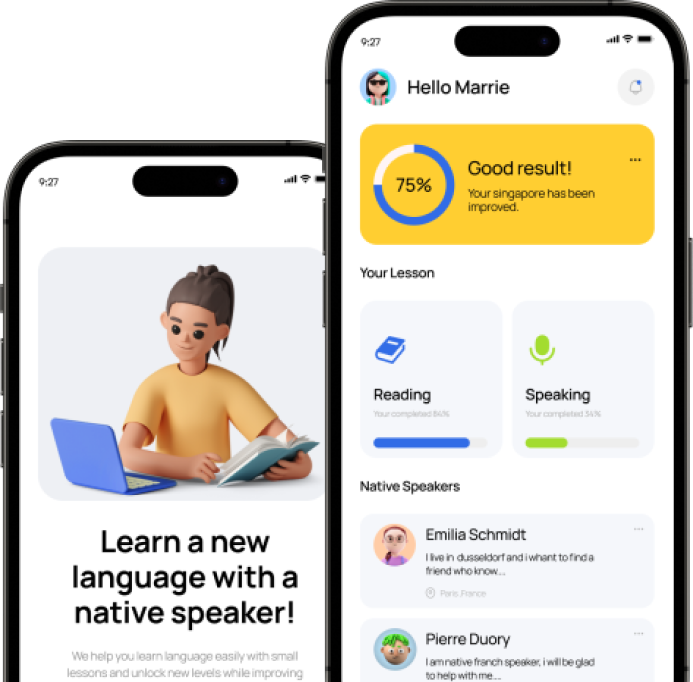 9:27
Learn a new
language with a
native speaker!
We help you learn language easily with small
lessons and unlock new levels while improving
9:27
Hello Marrie
75%
Good result!
Your singapore has been
improved.
Your Lesson
Reading
Your completed 84%
Speaking
Your completed 34%
Native Speakers
Emilia Schmidt
I live in dusseldorf and i whant to find a
friend who know...
Paris, France
Pierre Duory
I am native franch speaker, i will be glad
to help with me....